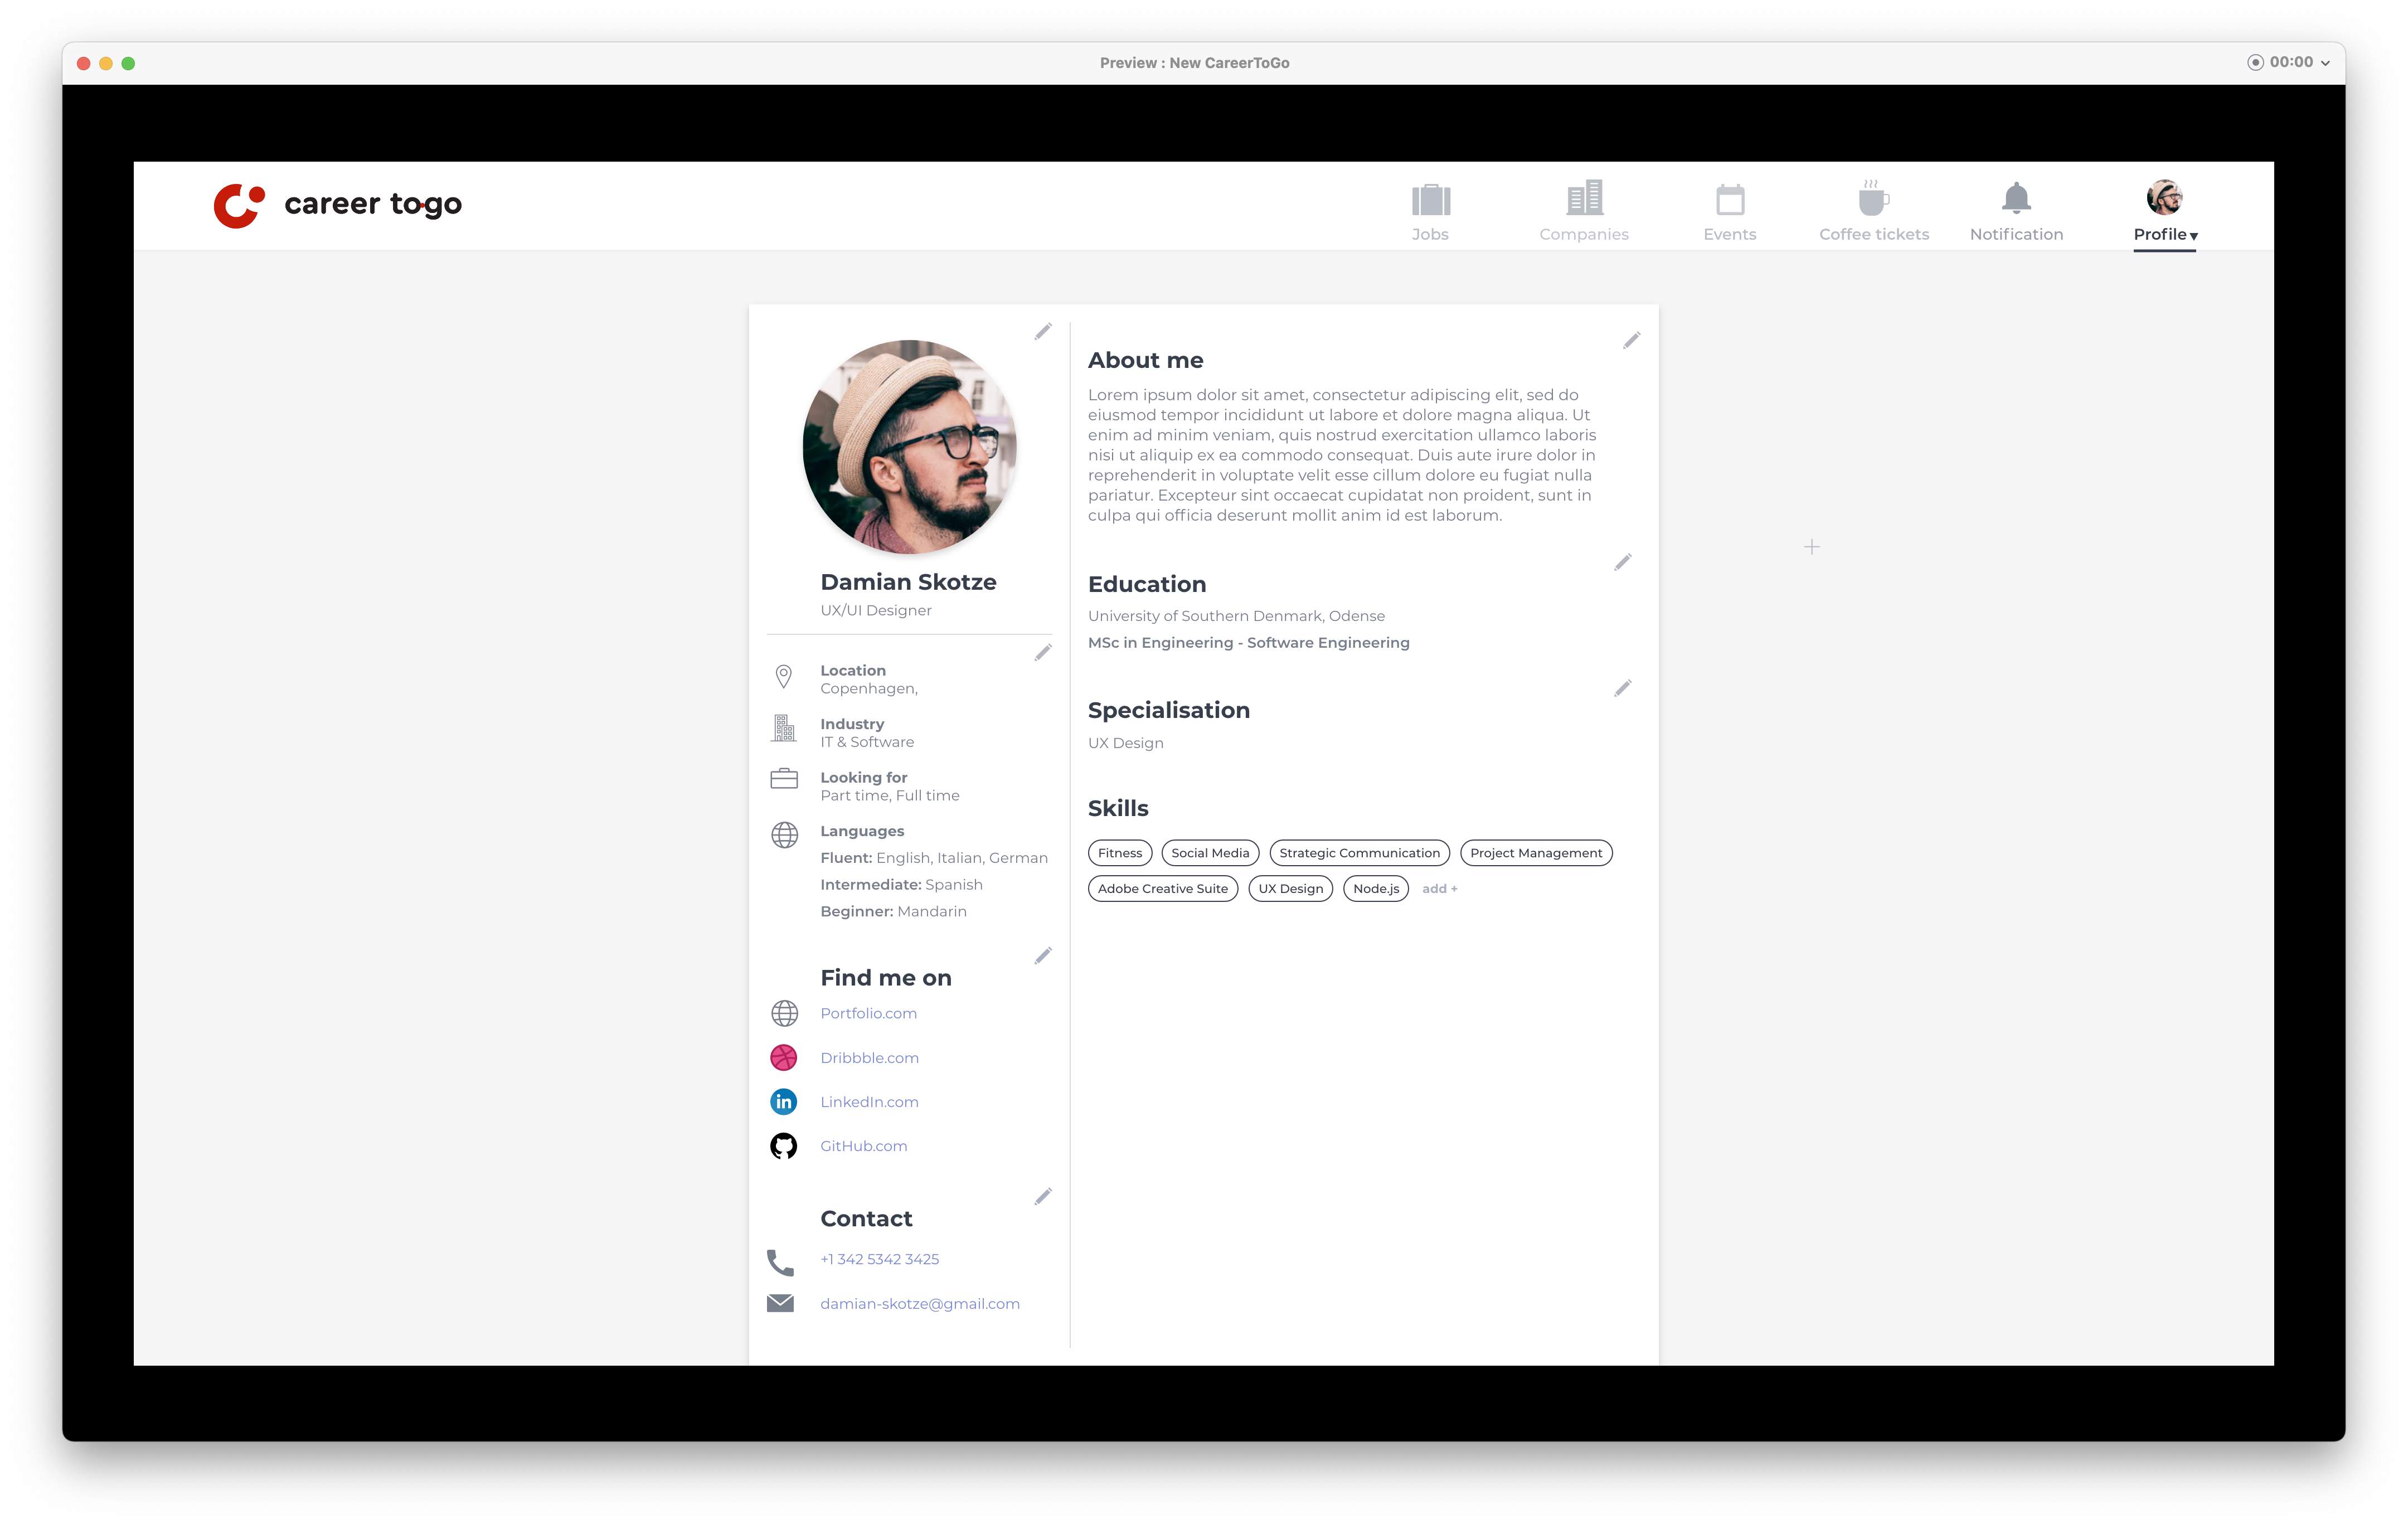 Preview : New CareerToGo
00:00
career to·go
Jobs
Companies
Events
Coffee tickets
Notification
Profile
Damian Skotze
UX/UI Designer
Location
Copenhagen,
Industry
IT & Software
Looking for
Part time, Full time
Languages
Fluent: English, Italian, German
Intermediate: Spanish
Beginner: Mandarin
Find me on
Portfolio.com
Dribbble.com
in
LinkedIn.com
GitHub.com
Contact
+1 342 5342 3425
damian-skotze@gmail.com
About me
Lorem ipsum dolor sit amet, consectetur adipiscing elit, sed do
eiusmod tempor incididunt ut labore et dolore magna aliqua. Ut
enim ad minim veniam, quis nostrud exercitation ullamco laboris
nisi ut aliquip ex ea commodo consequat. Duis aute irure dolor in
reprehenderit in voluptate velit esse cillum dolore eu fugiat nulla
pariatur. Excepteur sint occaecat cupidatat non proident, sunt in
culpa qui officia deserunt mollit anim id est laborum.
Education
University of Southern Denmark, Odense
MSc in Engineering - Software Engineering
Specialisation
UX Design
Skills
Fitness Social Media Strategic Communication Project Management
Adobe Creative Suite UX Design Node.js add +